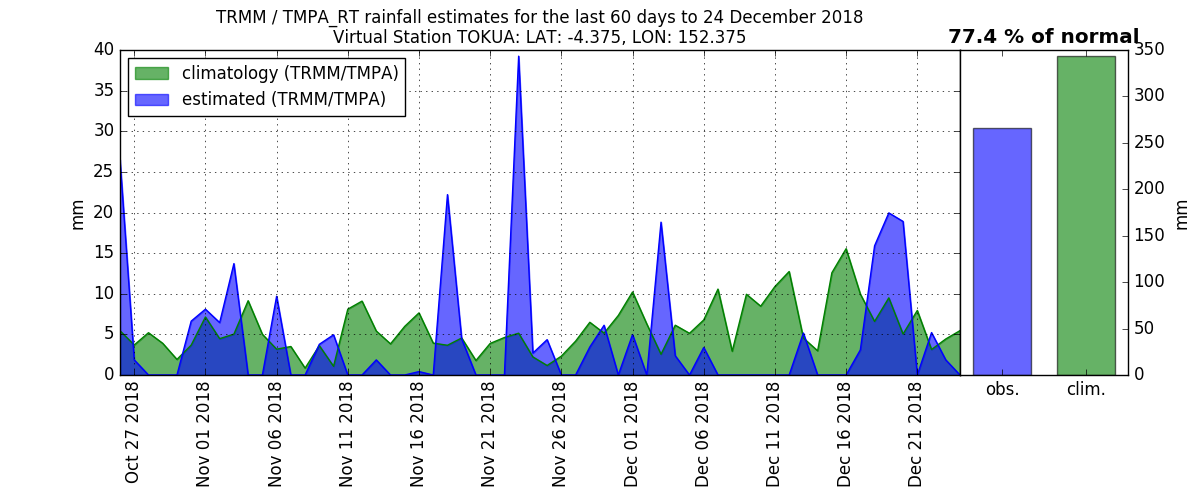 TRMM / TMPA_RT rainfall estimates for the last 60 days to 24 December 2018
Virtual Station TOKUA: LAT: -4.375, LON: 152.375
77.4 % of normal
climatology (TRMM/TMPA)
estimated (TRMM/TMPA)
mm
40
35
30
25
20
15
10
5
0
Oct 27 2018
Nov 01 2018
Nov 06 2018
Nov 11 2018
Nov 16 2018
Nov 21 2018
Nov 26 2018
Dec 01 2018
Dec 06 2018
Dec 11 2018
Dec 16 2018
Dec 21 2018
obs.
clim.
350
300
250
200
150
100
50
0
mm